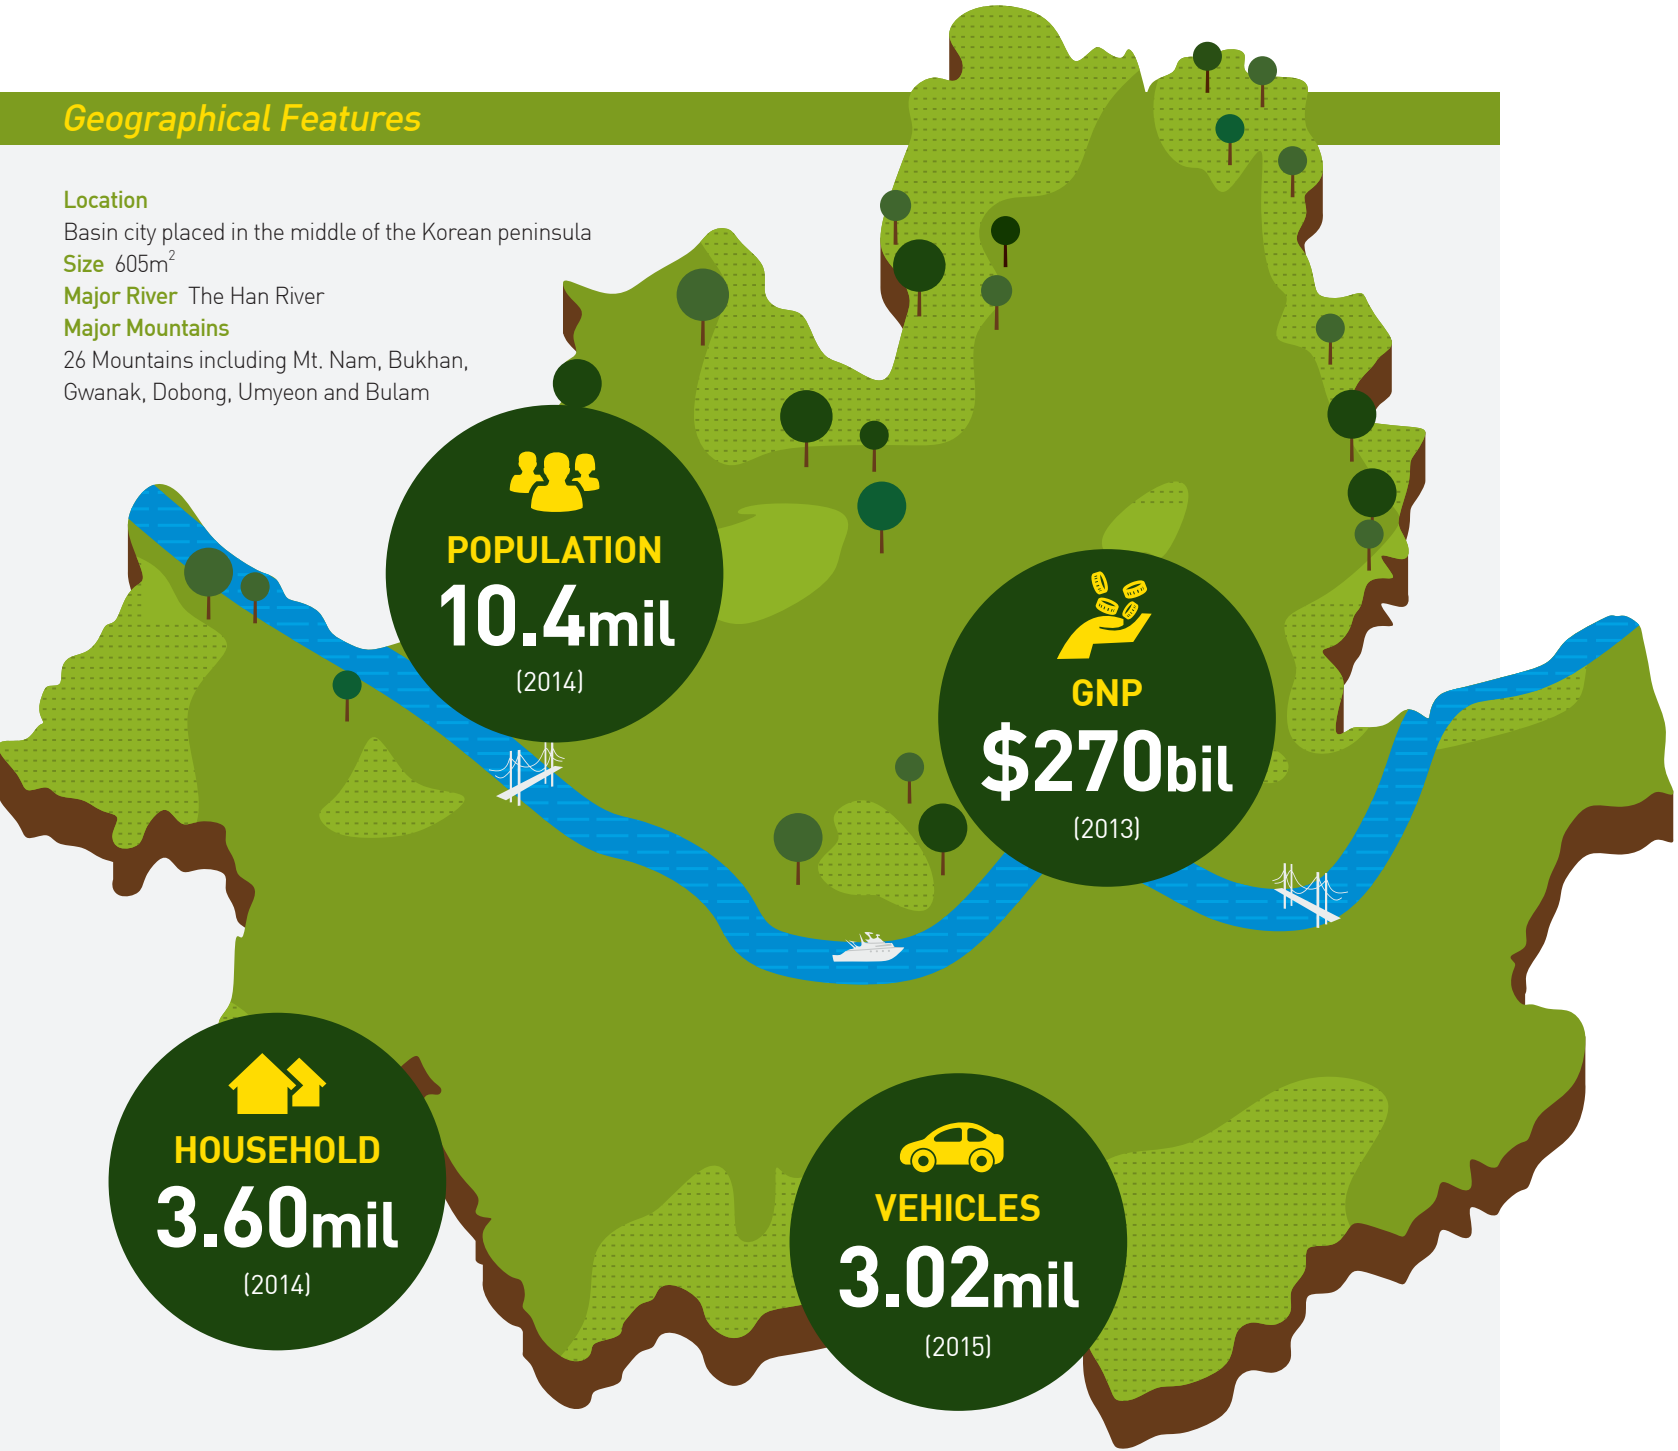 Geographical Features
Location
Basin city placed in the middle of the Korean peninsula
Size 605m²
Major River The Han River
Major Mountains
26 Mountains including Mt. Nam, Bukhan,
Gwanak, Dobong, Umyeon and Bulam
POPULATION
10.4mil
(2014)
GNP
$270bil
(2013)
HOUSEHOLD
3.60mil
(2014)
VEHICLES
3.02mil
(2015)